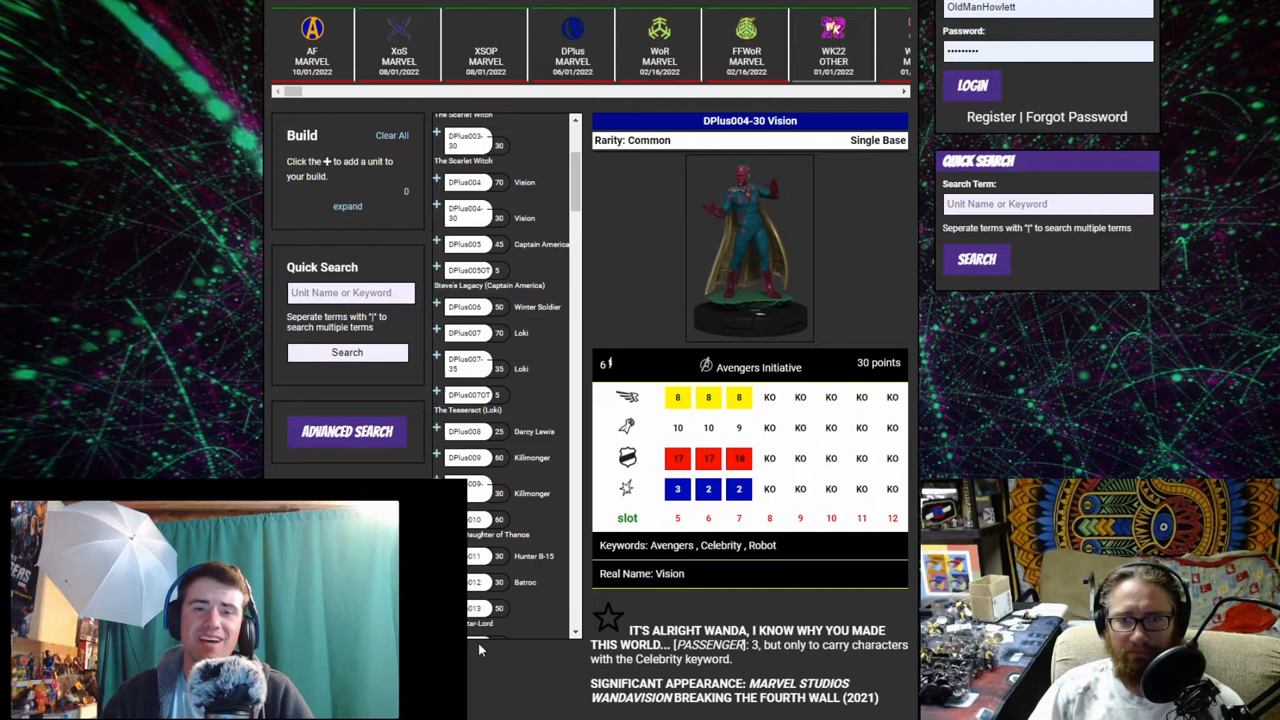 AF
MARVEL
10/01/2022
XoS
MARVEL
08/01/2022
XSOP
MARVEL
08/01/2022
DPlus
MARVEL
06/01/2022
WoR
MARVEL
02/16/2022
FFWoR
MARVEL
02/16/2022
WK22
OTHER
01/01/2022
OldManHowlett
Password:
•••••••••
LOGIN
Register | Forgot Password
QUICK SEARCH
Search Term:
Unit Name or Keyword
Seperate terms with "|" to search multiple terms
SEARCH
Build
Clear All
Click the + to add a unit to
your build.
0
expand
Quick Search
Unit Name or Keyword
Seperate terms with "|" to
search multiple terms
Search
ADVANCED SEARCH
The Scarlet Witch
+ DPlus003-
30 30
The Scarlet Witch
+ DPlus004 70 Vision
+ DPlus004-
30 30 Vision
+ DPlus005 45 Captain America
+ DPlus005OT 5
Steve's Legacy (Captain America)
+ DPlus006 50 Winter Soldier
+ DPlus007 70 Loki
+ DPlus007-
35 35 Loki
+ DPlus007OT 5
The Tesseract (Loki)
+ DPlus008 25 Darcy Lewis
+ DPlus009 60 Killmonger
009-
30 Killmonger
010 60
Daughter of Thanos
011 30 Hunter B-15
012 30 Batroc
013 50
tar-Lord
DPlus004-30 Vision
Rarity: Common
Single Base
6
Avengers Initiative
30 points
8 8 8 KO KO KO KO KO
10 10 9 KO KO KO KO KO
17 17 18 KO KO KO KO KO
3 2 2 KO KO KO KO KO
slot 5 6 7 8 9 10 11 12
Keywords: Avengers , Celebrity , Robot
Real Name: Vision
IT'S ALRIGHT WANDA, I KNOW WHY YOU MADE
THIS WORLD... [PASSENGER]: 3, but only to carry characters
with the Celebrity keyword.
SIGNIFICANT APPEARANCE: MARVEL STUDIOS
WANDAVISION BREAKING THE FOURTH WALL (2021)